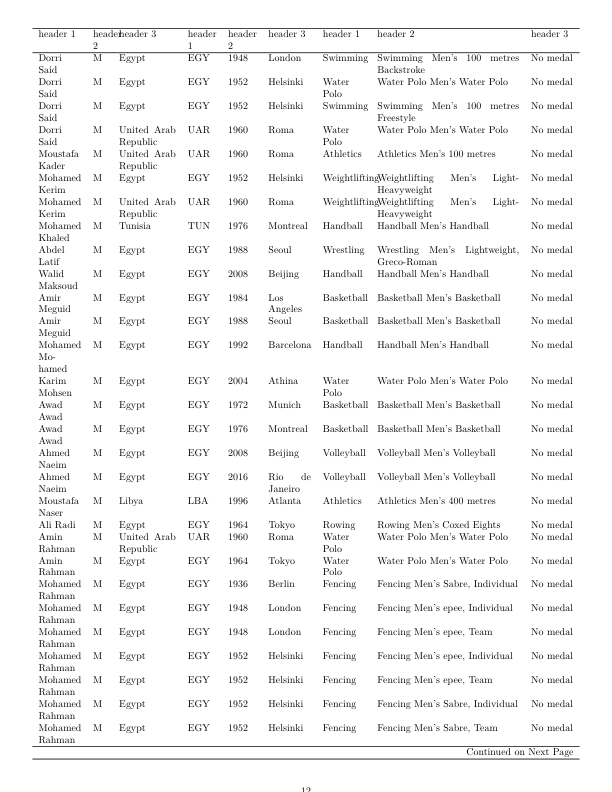 header 1 header 2 header 3 header 1 header 2 header 3 header 1 header 2 header 3
Dorri Said M Egypt EGY 1948 London Swimming Swimming Men's 100 metres Backstroke No medal
Dorri Said M Egypt EGY 1952 Helsinki Water Polo Water Polo Men's Water Polo No medal
Dorri Said M Egypt EGY 1952 Helsinki Swimming Swimming Men's 100 metres Freestyle No medal
Dorri Said M United Arab Republic UAR 1960 Roma Water Polo Water Polo Men's Water Polo No medal
Moustafa Kader M United Arab Republic UAR 1960 Roma Athletics Athletics Men's 100 metres No medal
Mohamed Kerim M Egypt EGY 1952 Helsinki Weightlifting Weightlifting Men's Light-Heavyweight No medal
Mohamed Kerim M United Arab Republic UAR 1960 Roma Weightlifting Weightlifting Men's Light-Heavyweight No medal
Mohamed Khaled M Tunisia TUN 1976 Montreal Handball Handball Men's Handball No medal
Abdel Latif M Egypt EGY 1988 Seoul Wrestling Wrestling Men's Lightweight, Greco-Roman No medal
Walid Maksoud M Egypt EGY 2008 Beijing Handball Handball Men's Handball No medal
Amir Meguid M Egypt EGY 1984 Los Angeles Basketball Basketball Men's Basketball No medal
Amir Meguid M Egypt EGY 1988 Seoul Basketball Basketball Men's Basketball No medal
Mohamed Mo-hamed M Egypt EGY 1992 Barcelona Handball Handball Men's Handball No medal
Karim Mohsen M Egypt EGY 2004 Athina Water Polo Water Polo Men's Water Polo No medal
Awad Awad M Egypt EGY 1972 Munich Basketball Basketball Men's Basketball No medal
Awad Awad M Egypt EGY 1976 Montreal Basketball Basketball Men's Basketball No medal
Ahmed Naeim M Egypt EGY 2008 Beijing Volleyball Volleyball Men's Volleyball No medal
Ahmed Naeim M Egypt EGY 2016 Rio de Janeiro Volleyball Volleyball Men's Volleyball No medal
Moustafa Naser M Libya LBA 1996 Atlanta Athletics Athletics Men's 400 metres No medal
Ali Radi M Egypt EGY 1964 Tokyo Rowing Rowing Men's Coxed Eights No medal
Amin Rahman M United Arab Republic UAR 1960 Roma Water Polo Water Polo Men's Water Polo No medal
Amin Rahman M Egypt EGY 1964 Tokyo Water Polo Water Polo Men's Water Polo No medal
Mohamed Rahman M Egypt EGY 1936 Berlin Fencing Fencing Men's Sabre, Individual No medal
Mohamed Rahman M Egypt EGY 1948 London Fencing Fencing Men's epee, Individual No medal
Mohamed Rahman M Egypt EGY 1948 London Fencing Fencing Men's epee, Team No medal
Mohamed Rahman M Egypt EGY 1952 Helsinki Fencing Fencing Men's epee, Individual No medal
Mohamed Rahman M Egypt EGY 1952 Helsinki Fencing Fencing Men's epee, Team No medal
Mohamed Rahman M Egypt EGY 1952 Helsinki Fencing Fencing Men's Sabre, Individual No medal
Mohamed Rahman M Egypt EGY 1952 Helsinki Fencing Fencing Men's Sabre, Team No medal
Continued on Next Page
12